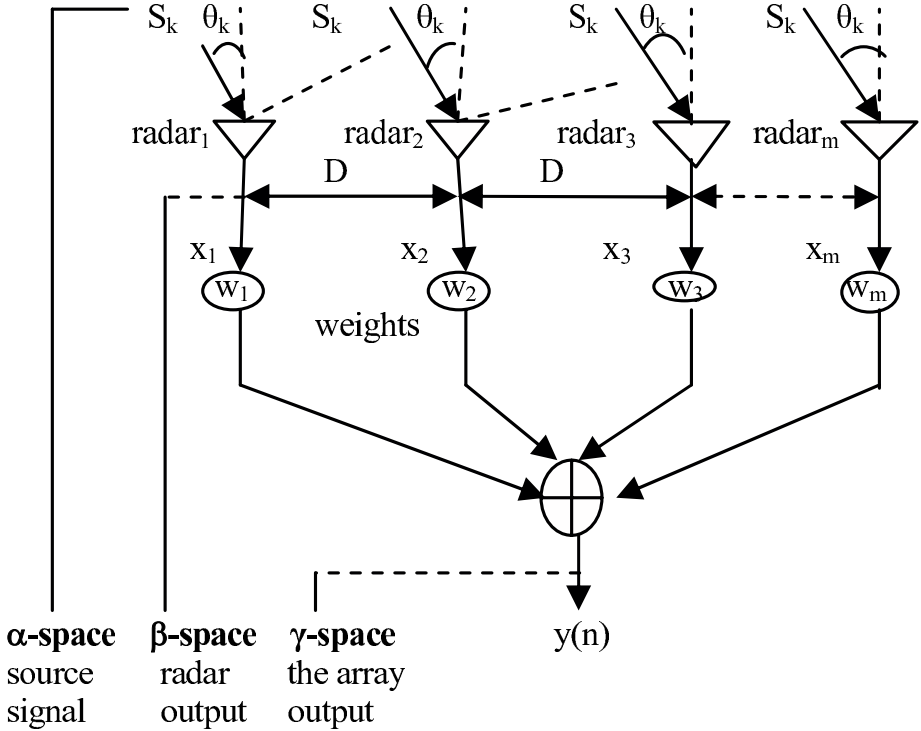 Sₖ θₖ Sₖ θₖ Sₖ θₖ Sₖ θₖ
radar₁ radar₂ radar₃ radarₘ
D D
x₁ x₂ x₃ xₘ
w₁ w₂ w₃ wₘ
weights
α-space β-space γ-space y(n)
source radar the array
signal output output